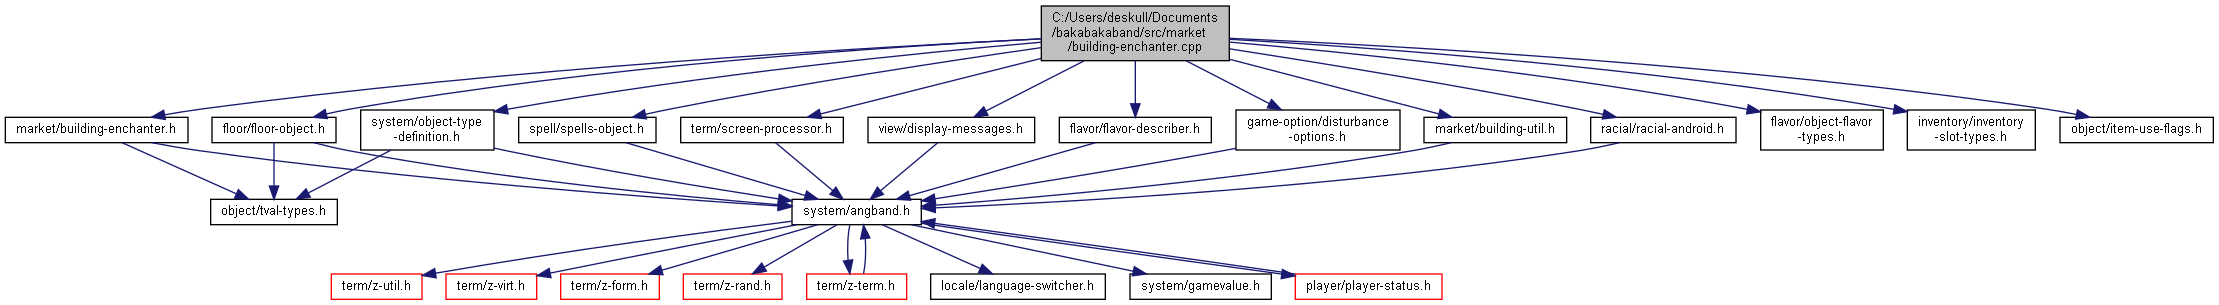 C:/Users/deskull/Documents
/bakabakaband/src/market
/building-enchanter.cpp
market/building-enchanter.h
floor/floor-object.h
system/object-type
-definition.h
spell/spells-object.h
term/screen-processor.h
view/display-messages.h
flavor/flavor-describer.h
game-option/disturbance
-options.h
market/building-util.h
racial/racial-android.h
flavor/object-flavor
-types.h
inventory/inventory
-slot-types.h
object/item-use-flags.h
object/tval-types.h
system/angband.h
term/z-util.h
term/z-virt.h
term/z-form.h
term/z-rand.h
term/z-term.h
locale/language-switcher.h
system/gamevalue.h
player/player-status.h